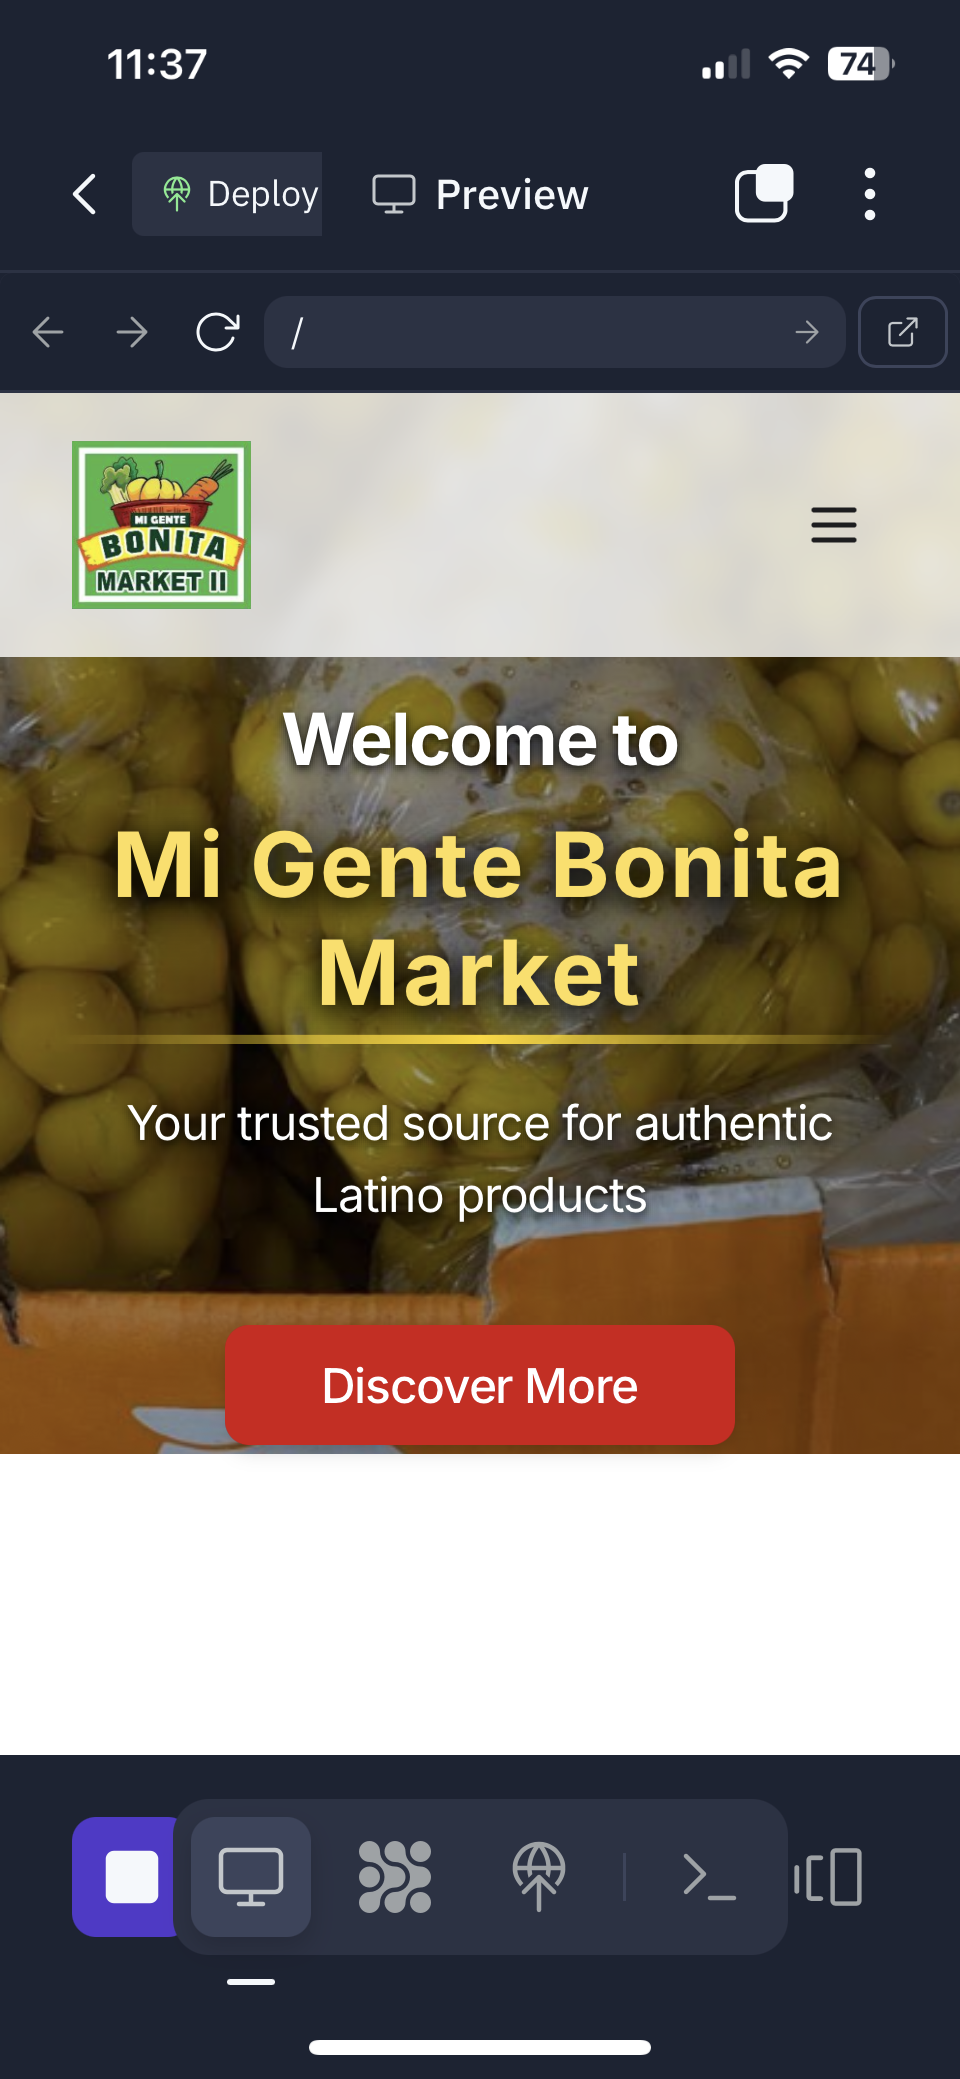 11:37
74
Deploy
Preview
/
MI GENTE
BONITA
MARKET II
Welcome to
Mi Gente Bonita
Market
Your trusted source for authentic
Latino products
Discover More